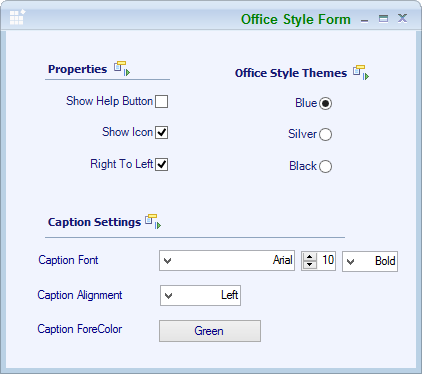 Office Style Form
Properties
Show Help Button
Show Icon
Right To Left
Office Style Themes
Blue
Silver
Black
Caption Settings
Caption Font Arial 10 Bold
Caption Alignment Left
Caption ForeColor Green